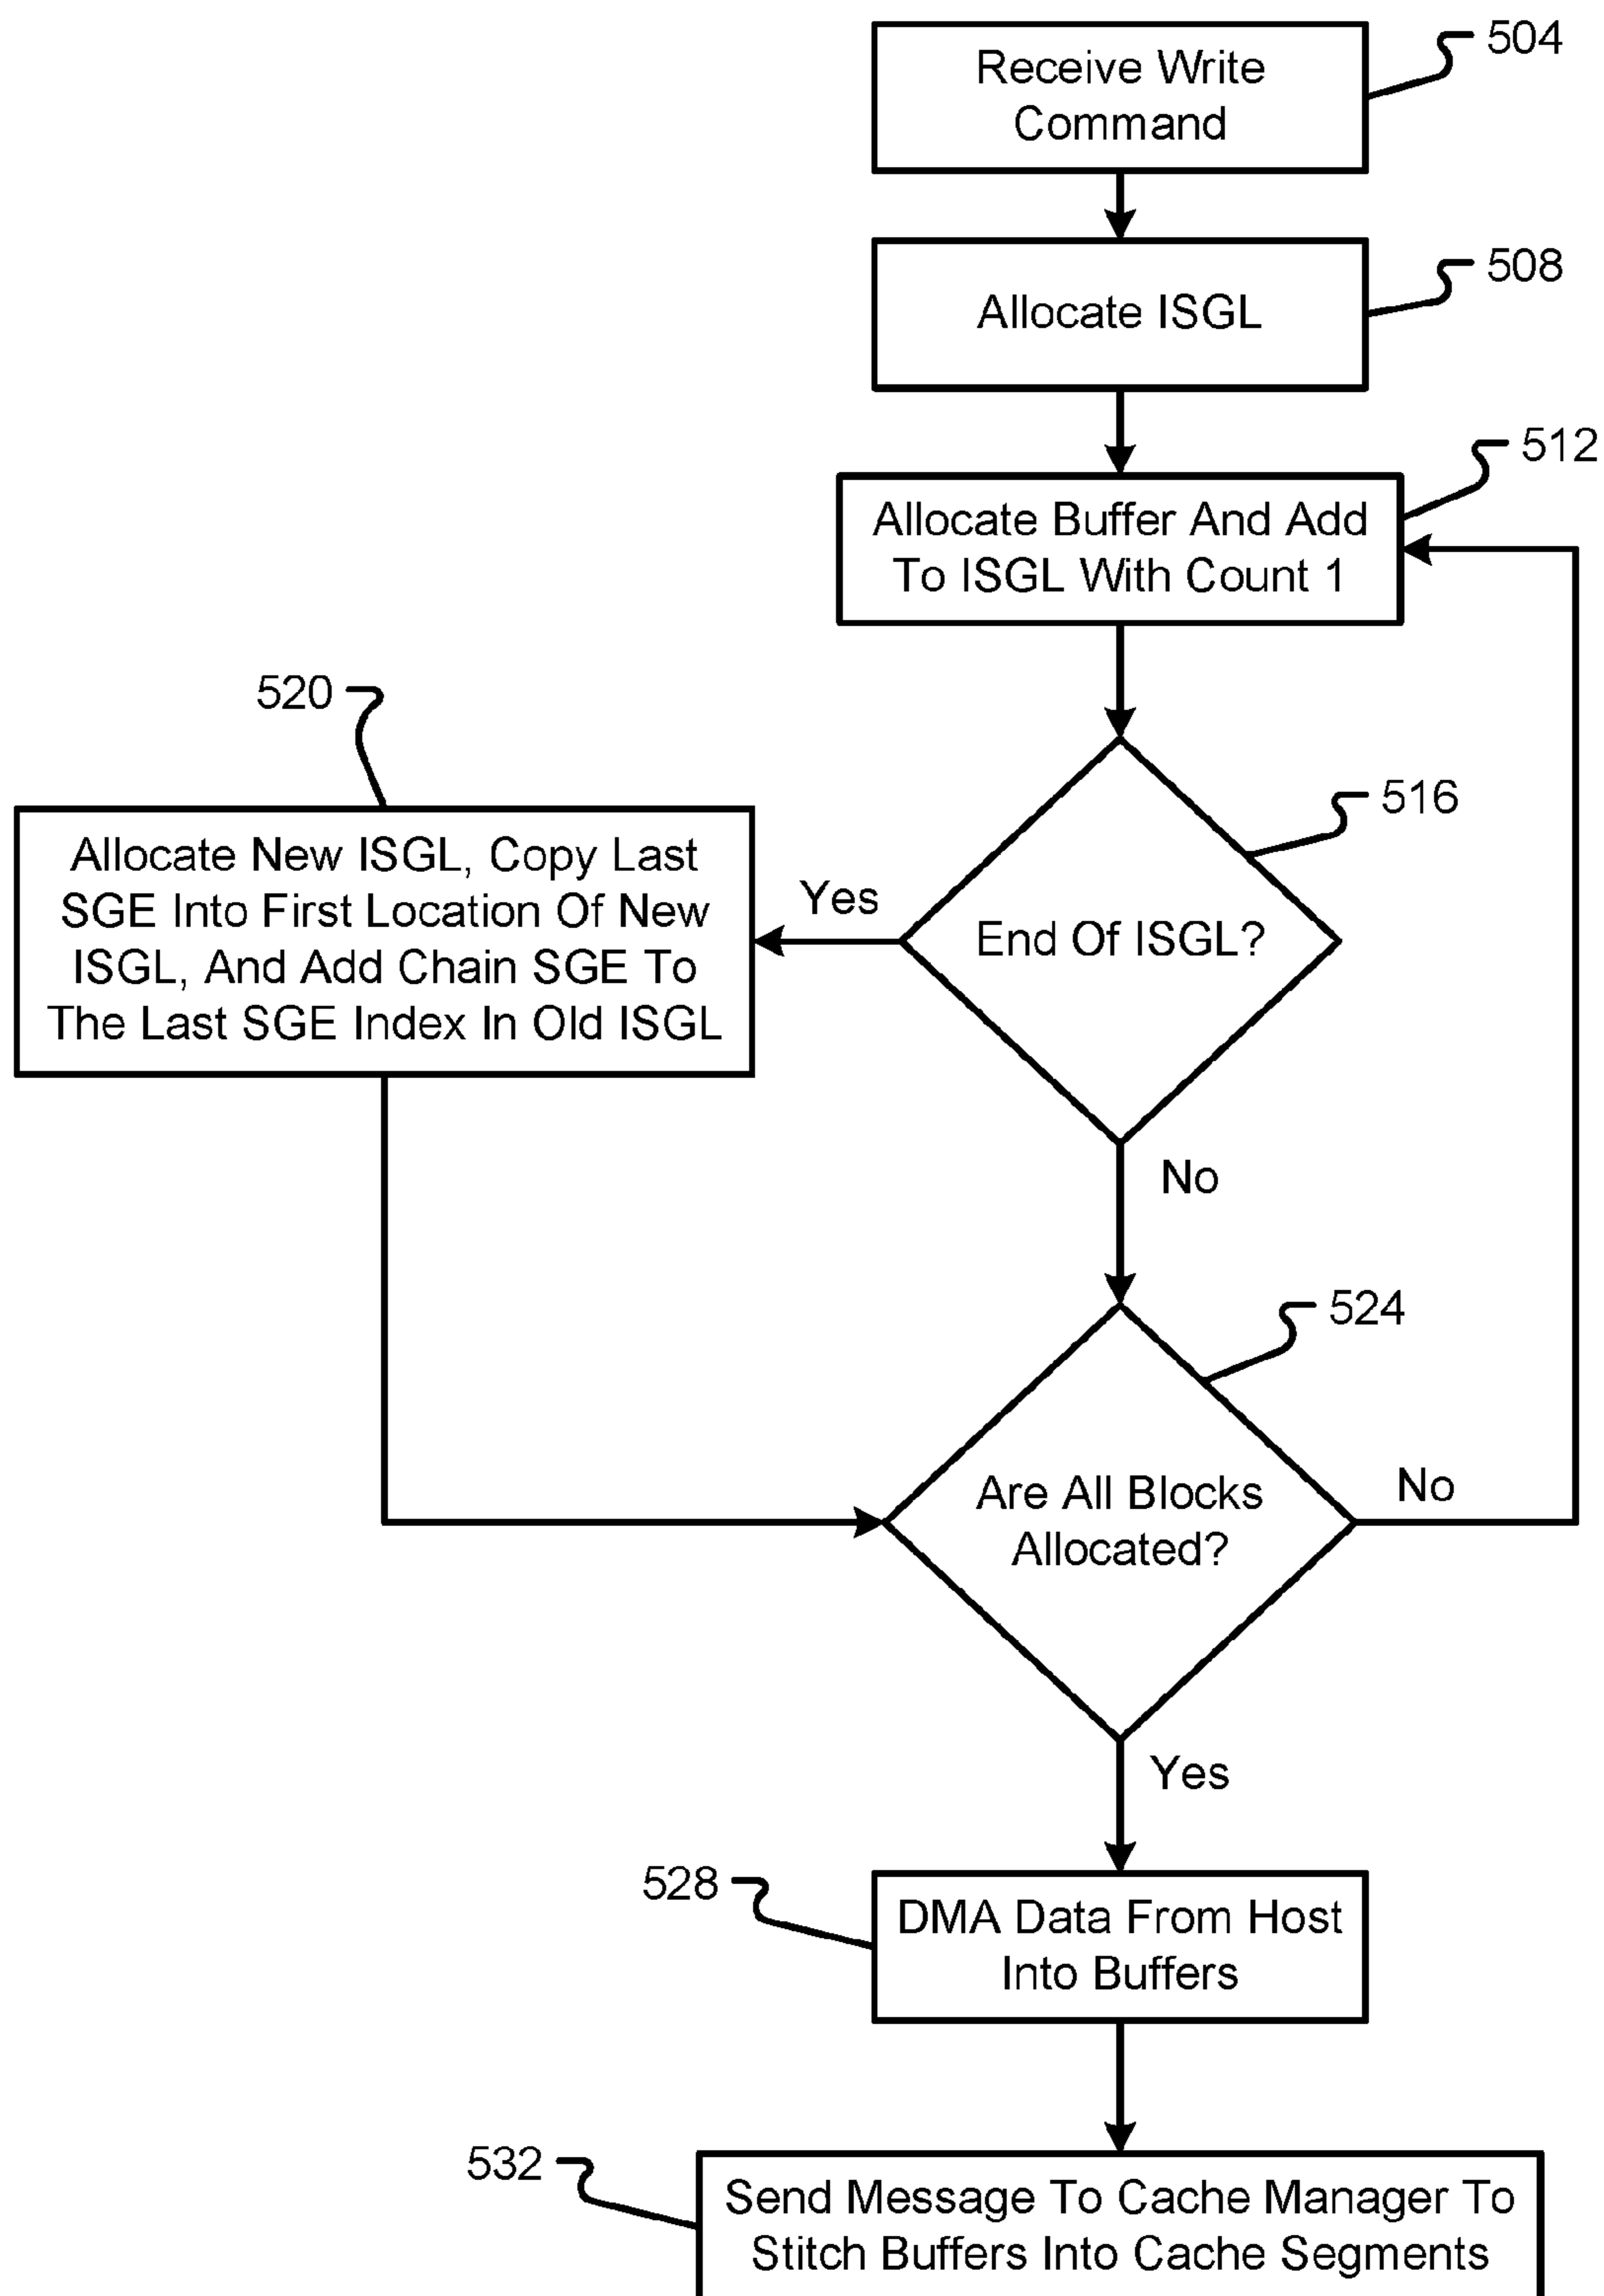 Receive Write
Command
504
Allocate ISGL
508
512
Allocate Buffer And Add
To ISGL With Count 1
520
516
Allocate New ISGL, Copy Last
SGE Into First Location Of New
ISGL, And Add Chain SGE To
The Last SGE Index In Old ISGL
Yes
End Of ISGL?
No
524
Are All Blocks
Allocated?
No
Yes
528
DMA Data From Host
Into Buffers
532
Send Message To Cache Manager To
Stitch Buffers Into Cache Segments